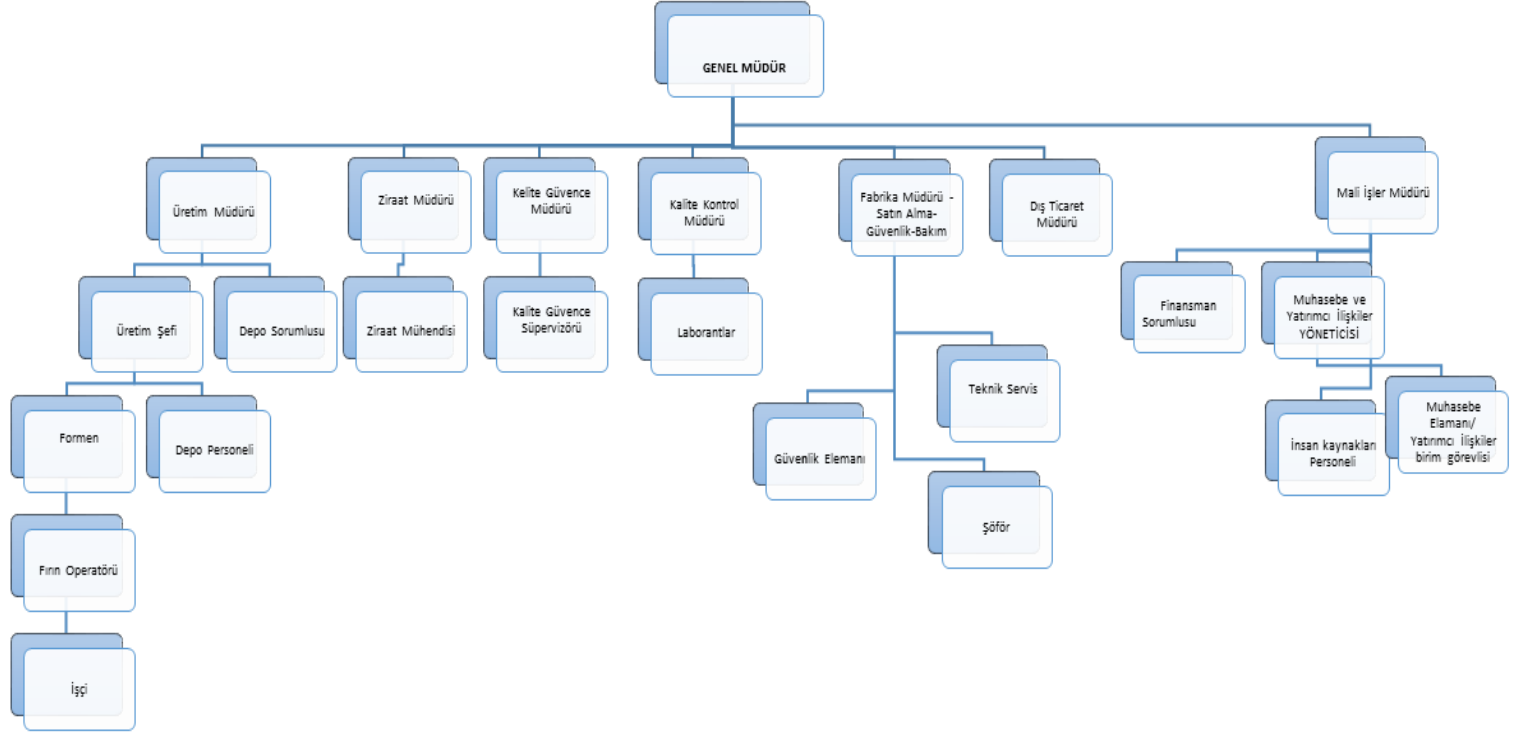 GENEL MÜDÜR
Üretim Müdürü
Ziraat Müdürü
Kelite Güvence
Müdürü
Kalite Kontrol
Müdürü
Fabrika Müdürü -
Satın Alma-
Güvenlik-Bakım
Dış Ticaret
Müdürü
Mali İşler Müdürü
Üretim Şefi
Depo Sorumlusu
Ziraat Mühendisi
Kalite Güvence
Süpervizörü
Laborantlar
Finansman
Sorumlusu
Muhasebe ve
Yatırımcı İlişkiler
YÖNETİCİSİ
Teknik Servis
Formen
Depo Personeli
Güvenlik Elemanı
İnsan kaynakları
Personeli
Muhasebe
Elamanı/
Yatırımcı İlişkiler
birim görevlisi
Şöför
Fırın Operatörü
İşçi